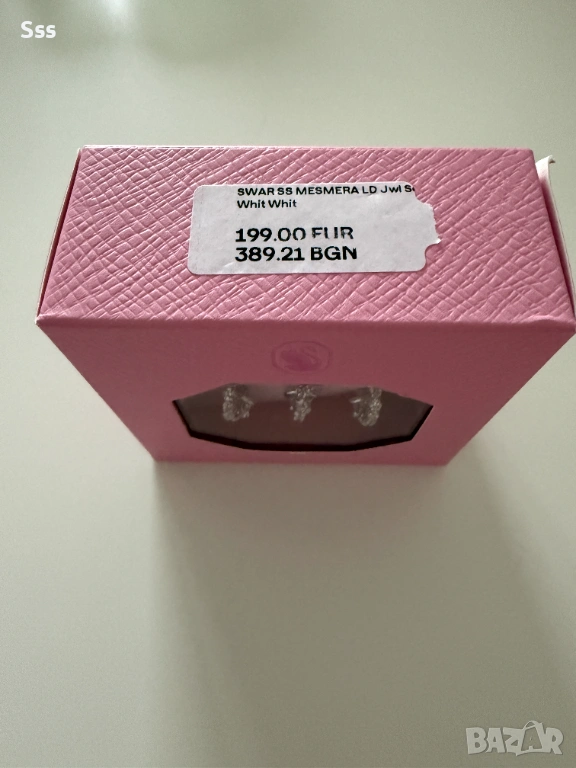 Sss
SWAR SS MESMERA LD Jwl
Whit Whit
199.00 EUR
389.21 BGN
BAZAR